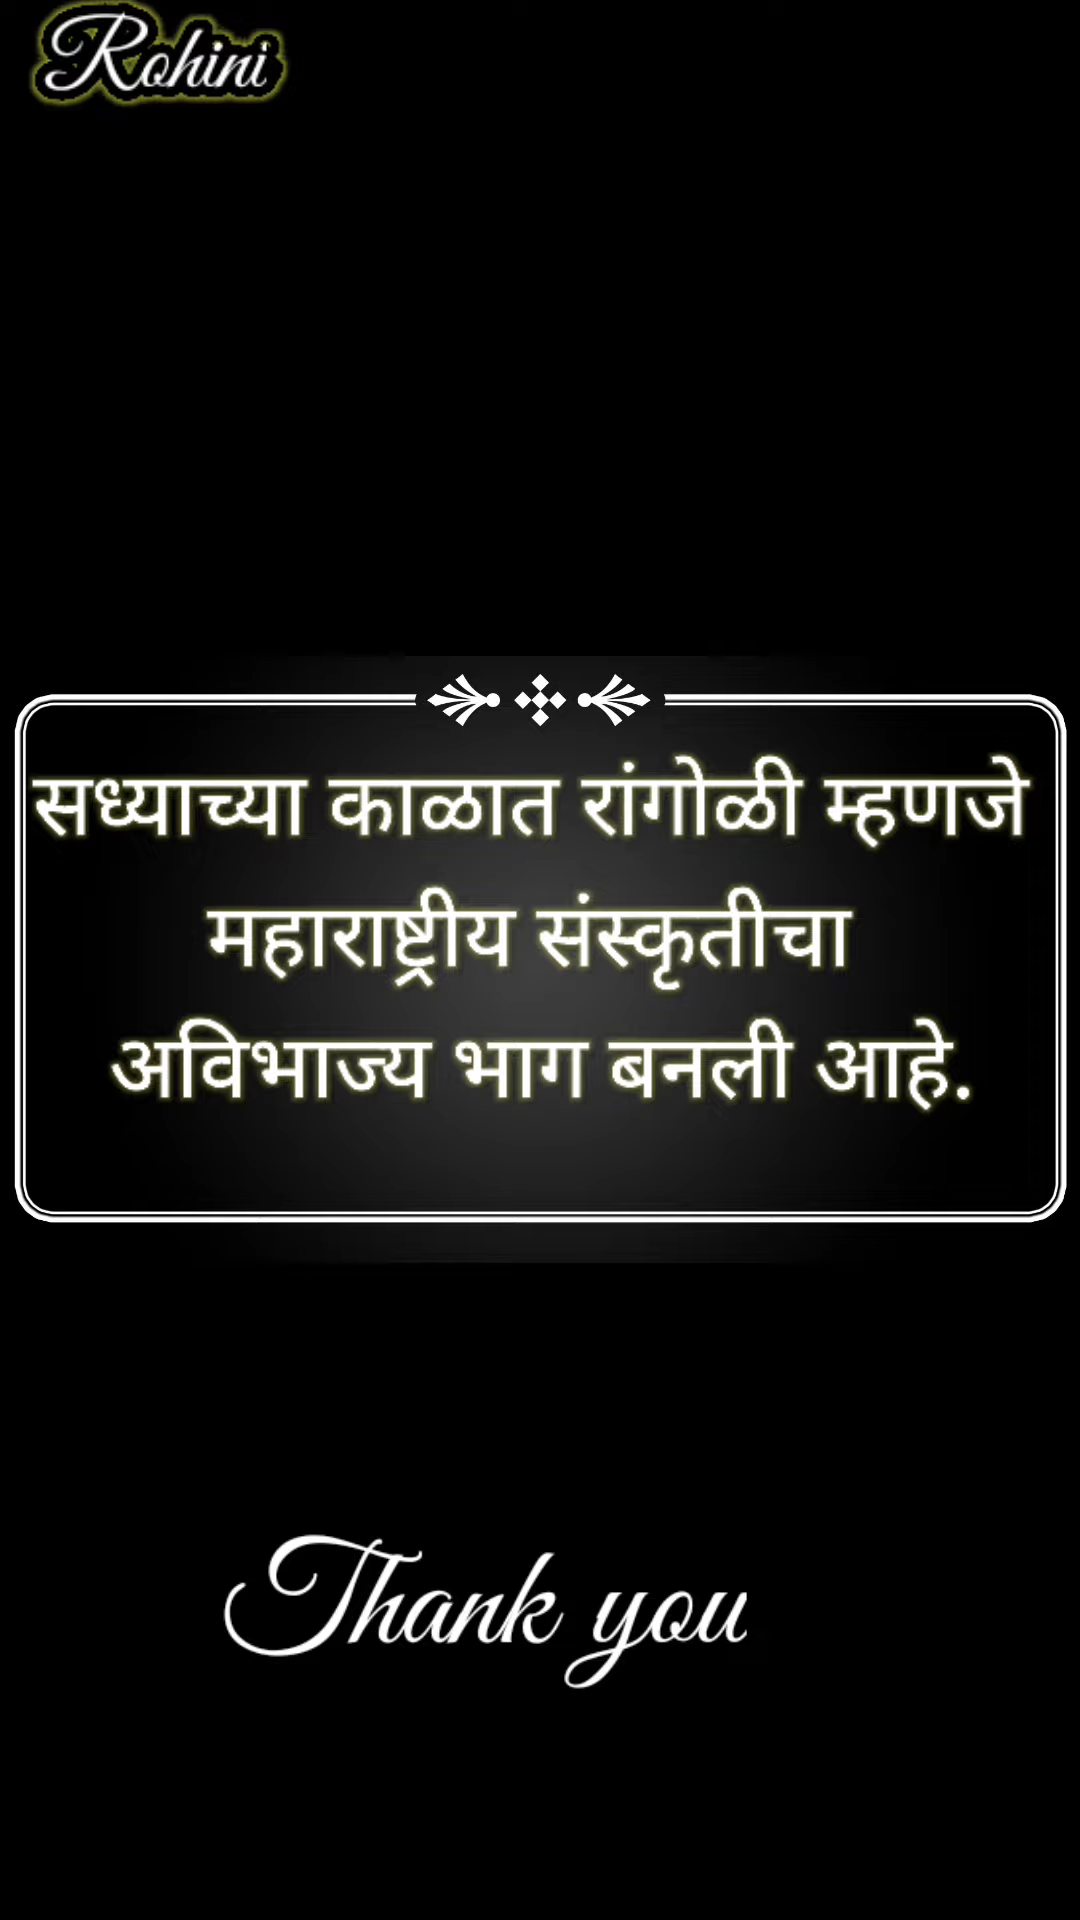 Rohini
सध्याच्या काळात रांगोळी म्हणजे
महाराष्ट्रीय संस्कृतीचा
अविभाज्य भाग बनली आहे.
Thank you